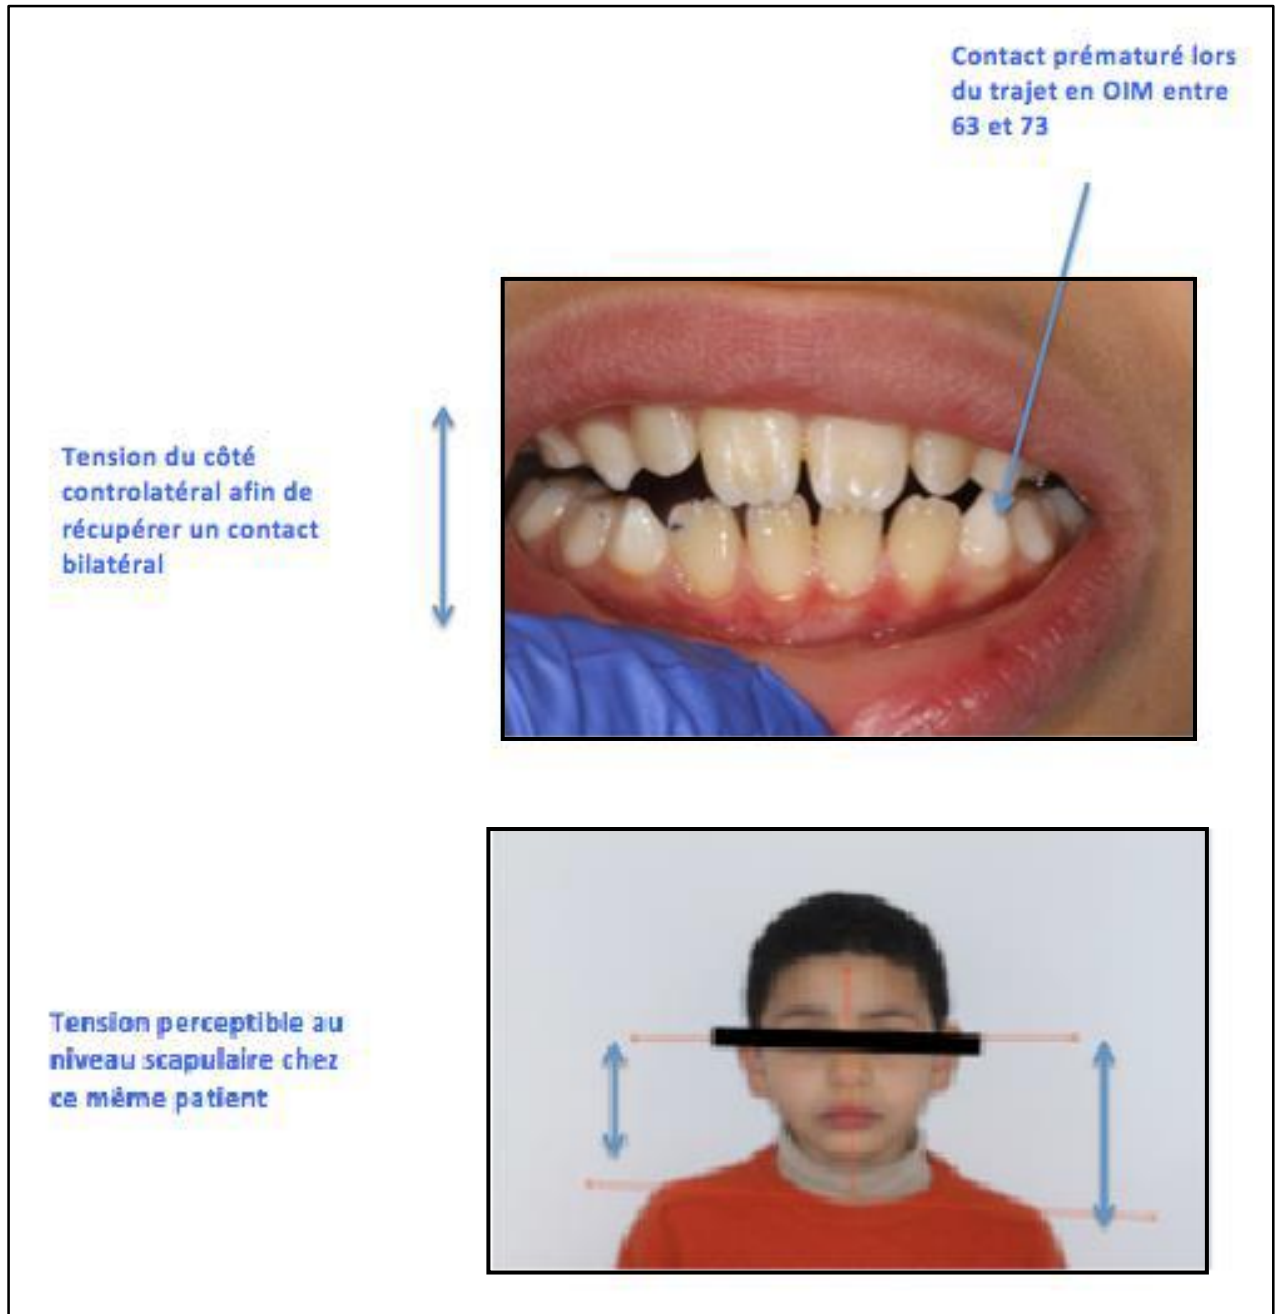 Contact prématuré lors
du trajet en OIM entre
63 et 73
Tension du côté
controlatéral afin de
récupérer un contact
bilatéral
Tension perceptible au
niveau scapulaire chez
ce même patient